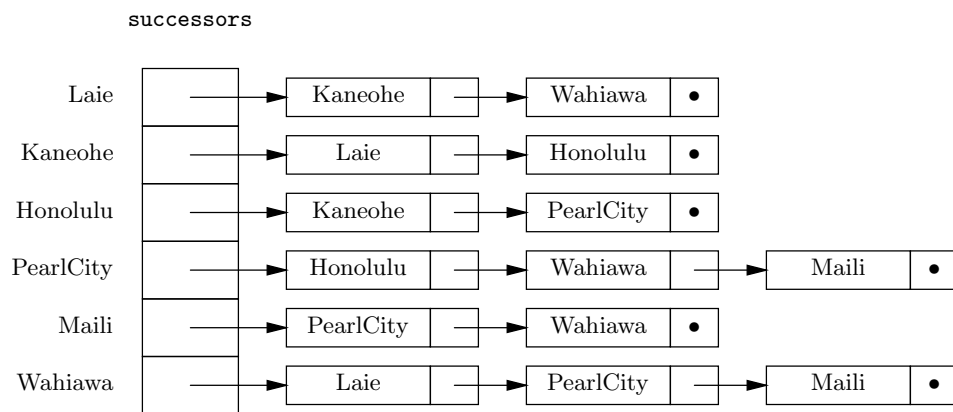 successors
Laie Kaneohe Wahiawa
Kaneohe Laie Honolulu
Honolulu Kaneohe PearlCity
PearlCity Honolulu Wahiawa Maili
Maili PearlCity Wahiawa
Wahiawa Laie PearlCity Maili